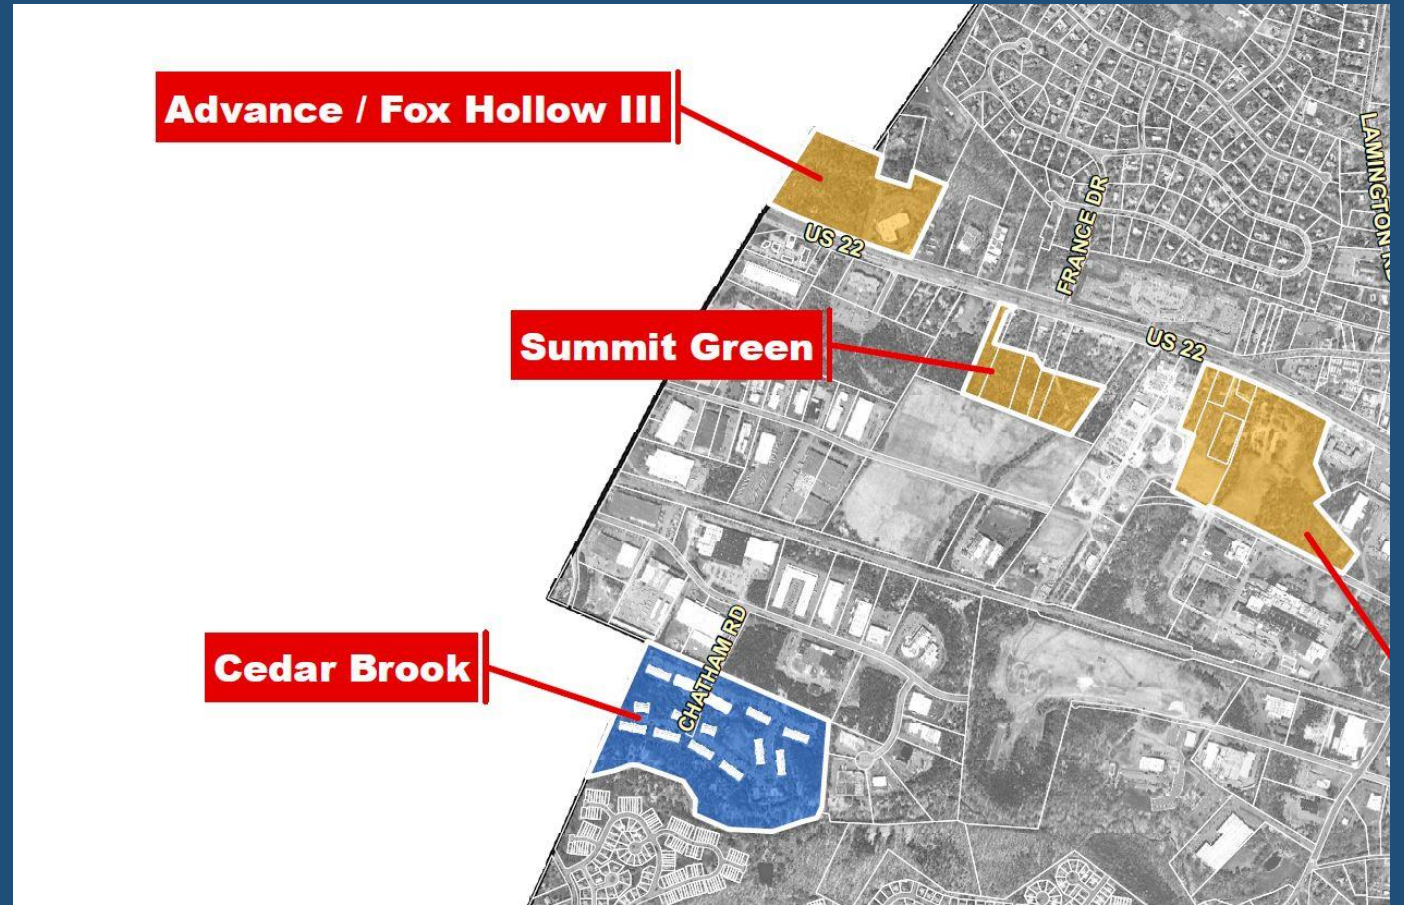 Advance / Fox Hollow III
LAMINGTON
FRANCE DR
US 22
Summit Green
US 22
Cedar Brook
CHATHAM RD